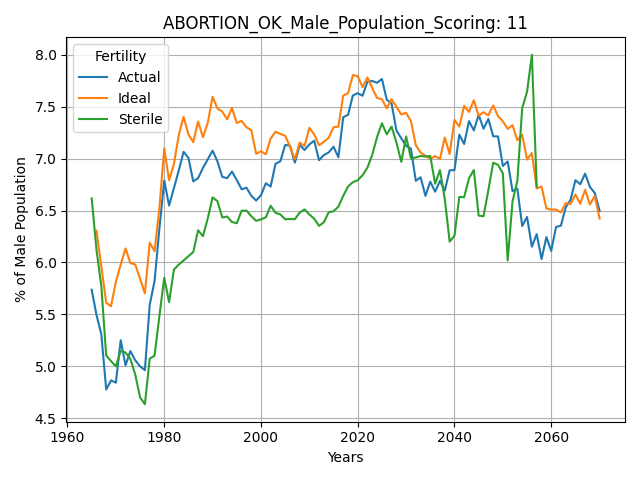 ABORTION_OK_Male_Population_Scoring: 11
Fertility
Actual
Ideal
Sterile
% of Male Population
8.0
7.5
7.0
6.5
6.0
5.5
5.0
4.5
1960
1980
2000
2020
2040
2060
Years